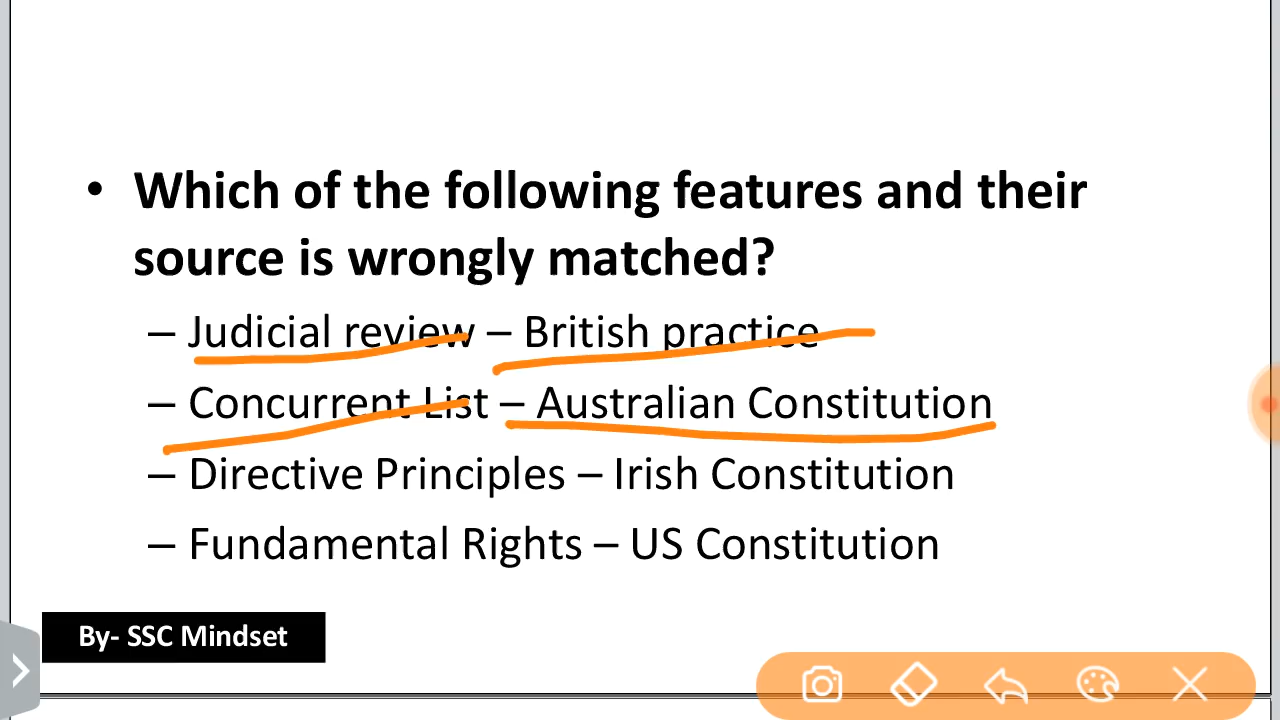 • Which of the following features and their
source is wrongly matched?
– Judicial review – British practice
– Concurrent List – Australian Constitution
– Directive Principles – Irish Constitution
– Fundamental Rights – US Constitution
By- SSC Mindset